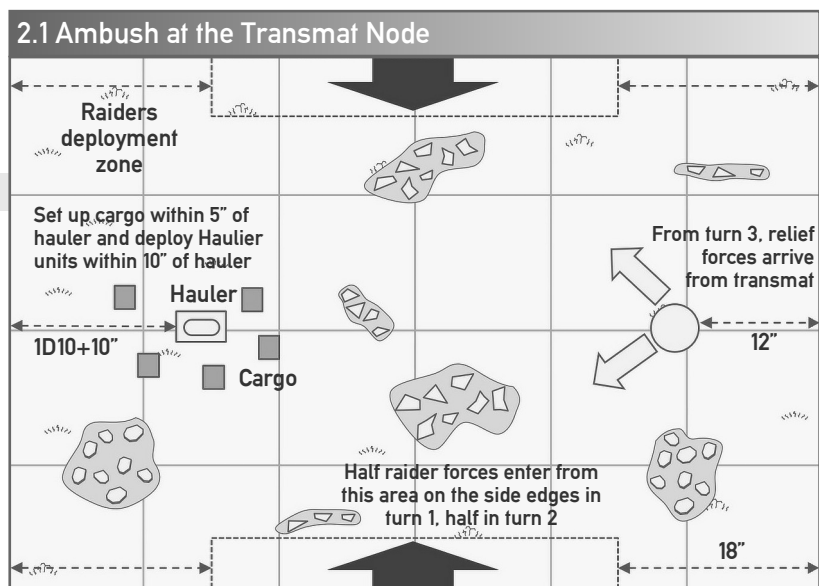 2.1 Ambush at the Transmat Node
Raiders
deployment
zone
Set up cargo within 5” of
hauler and deploy Haulier
units within 10” of hauler
From turn 3, relief
forces arrive
from transmat
Hauler
1D10+10”
12”
Cargo
Half raider forces enter from
this area on the side edges in
turn 1, half in turn 2
18”